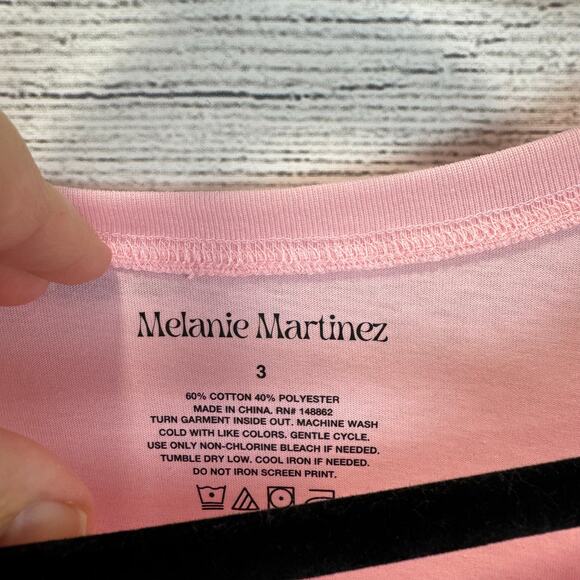 Melanie Martinez
3
60% COTTON 40% POLYESTER
MADE IN CHINA. RN# 148862
TURN GARMENT INSIDE OUT. MACHINE WASH
COLD WITH LIKE COLORS. GENTLE CYCLE.
USE ONLY NON-CHLORINE BLEACH IF NEEDED.
TUMBLE DRY LOW. COOL IRON IF NEEDED.
DO NOT IRON SCREEN PRINT.